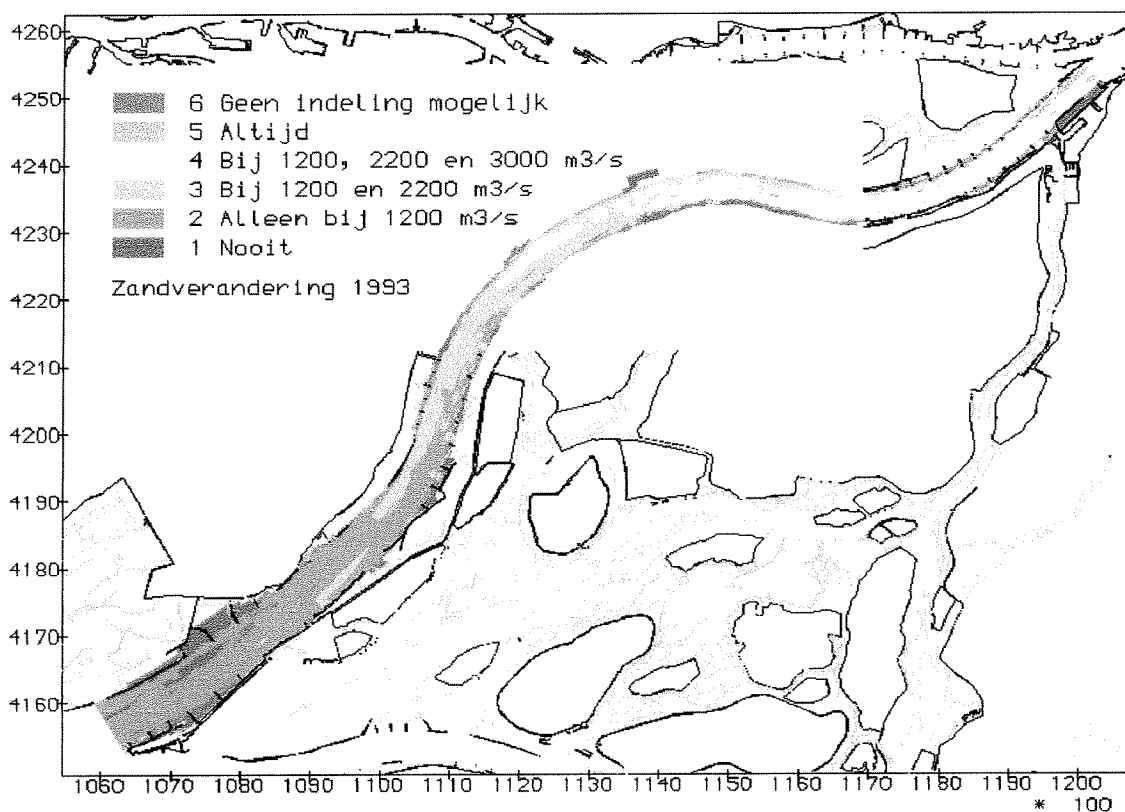 4260
4250
4240
4230
4220
4210
4200
4190
4180
4170
4160
6 Geen indeling mogelijk
5 Altijd
4 Bij 1200, 2200 en 3000 m3/s
3 Bij 1200 en 2200 m3/s
2 Alleen bij 1200 m3/s
1 Nooit
Zandverandering 1993
1060 1070 1080 1090 1100 1110 1120 1130 1140 1150 1160 1170 1180 1190 1200
* 100